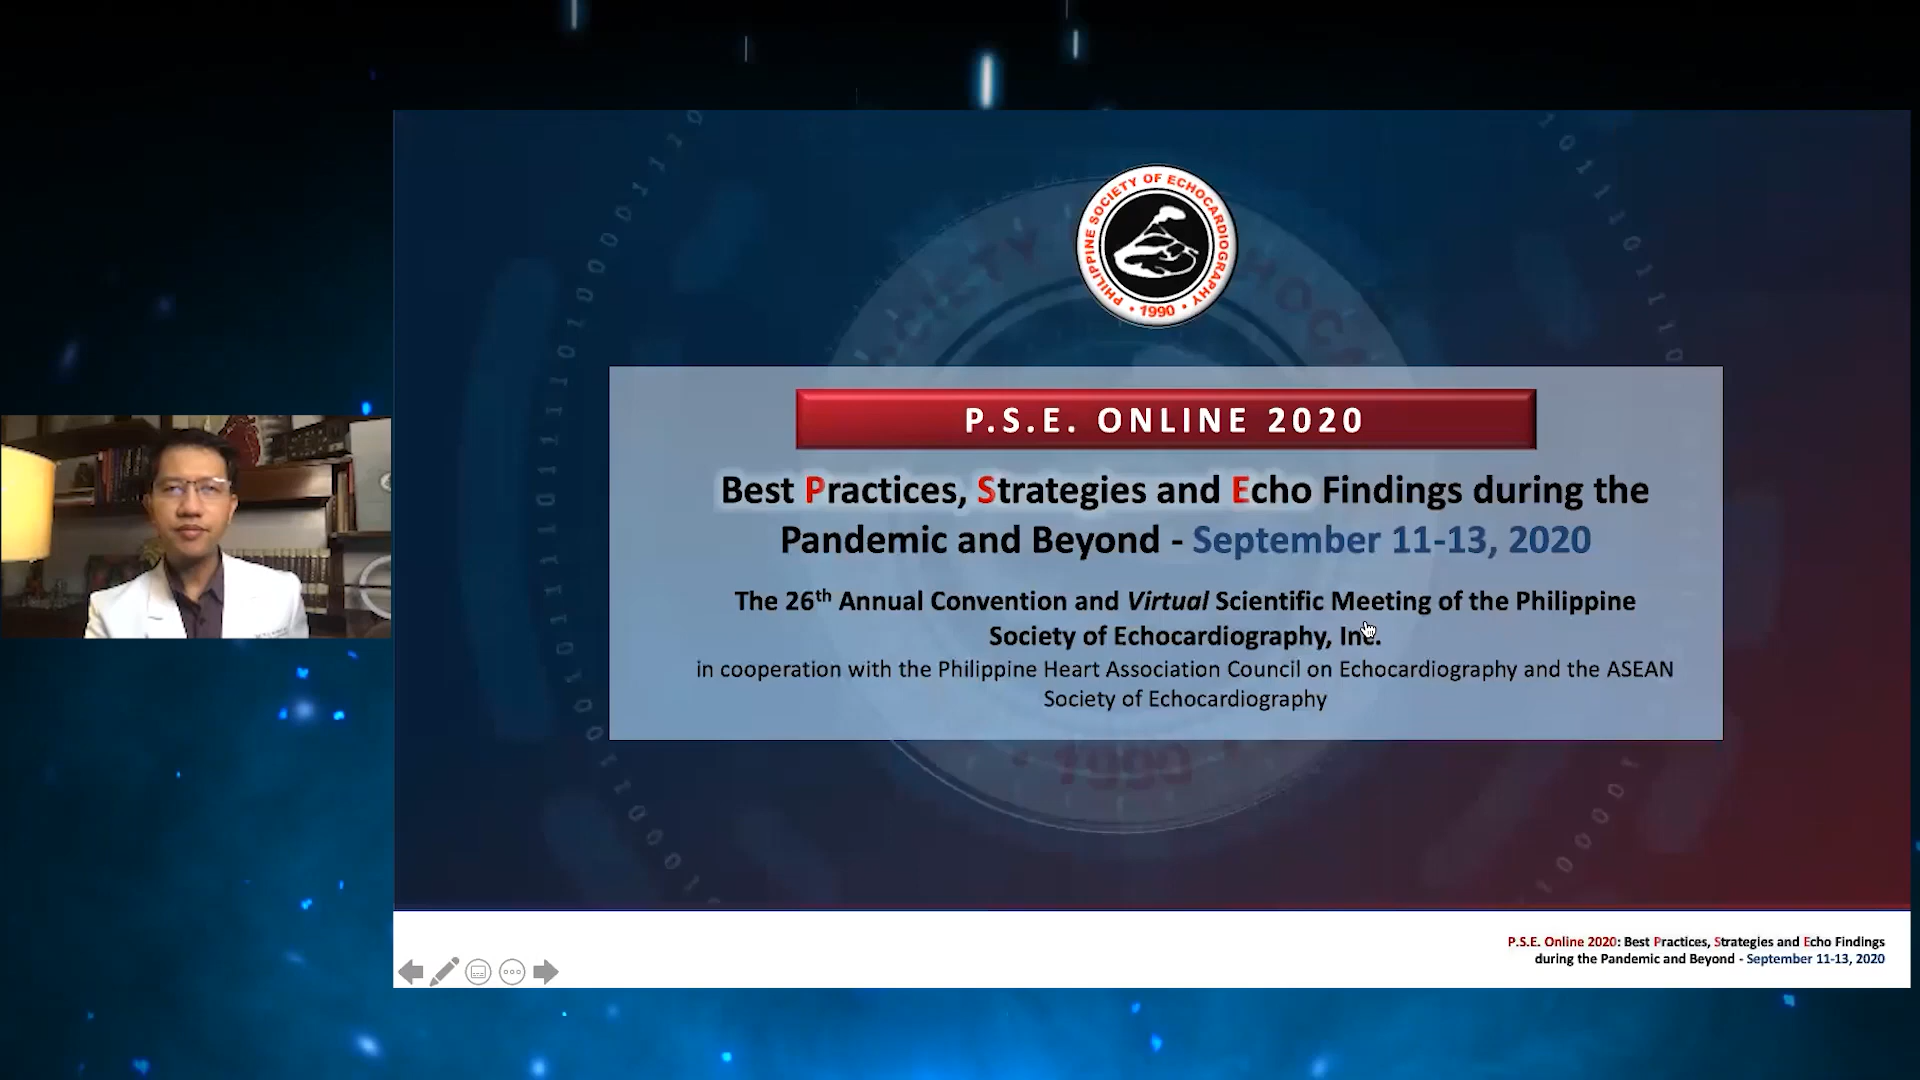 PHILIPPINE SOCIETY OF ECHOCARDIOGRAPHY
• 1990 •
P.S.E. ONLINE 2020
Best Practices, Strategies and Echo Findings during the
Pandemic and Beyond - September 11-13, 2020
The 26th Annual Convention and Virtual Scientific Meeting of the Philippine
Society of Echocardiography, Inc.
in cooperation with the Philippine Heart Association Council on Echocardiography and the ASEAN
Society of Echocardiography
1990
P.S.E. Online 2020: Best Practices, Strategies and Echo Findings
during the Pandemic and Beyond - September 11-13, 2020